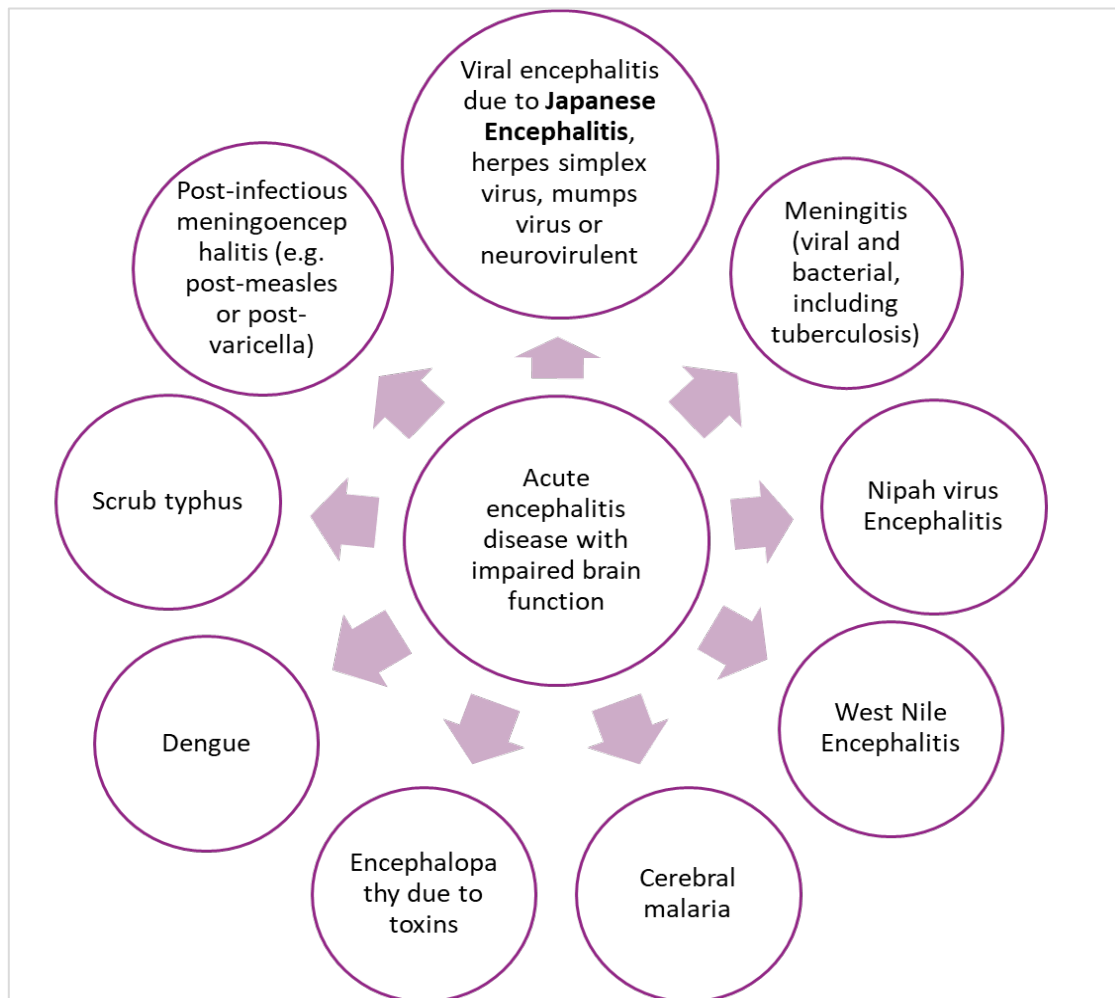 Viral encephalitis
due to Japanese
Encephalitis,
herpes simplex
virus, mumps
virus or
neurovirulent
Meningitis
(viral and
bacterial,
including
tuberculosis)
Nipah virus
Encephalitis
West Nile
Encephalitis
Cerebral
malaria
Encephalopa
thy due to
toxins
Dengue
Scrub typhus
Post-infectious
meningoencep
halitis (e.g.
post-measles
or post-
varicella)
Acute
encephalitis
disease with
impaired brain
function